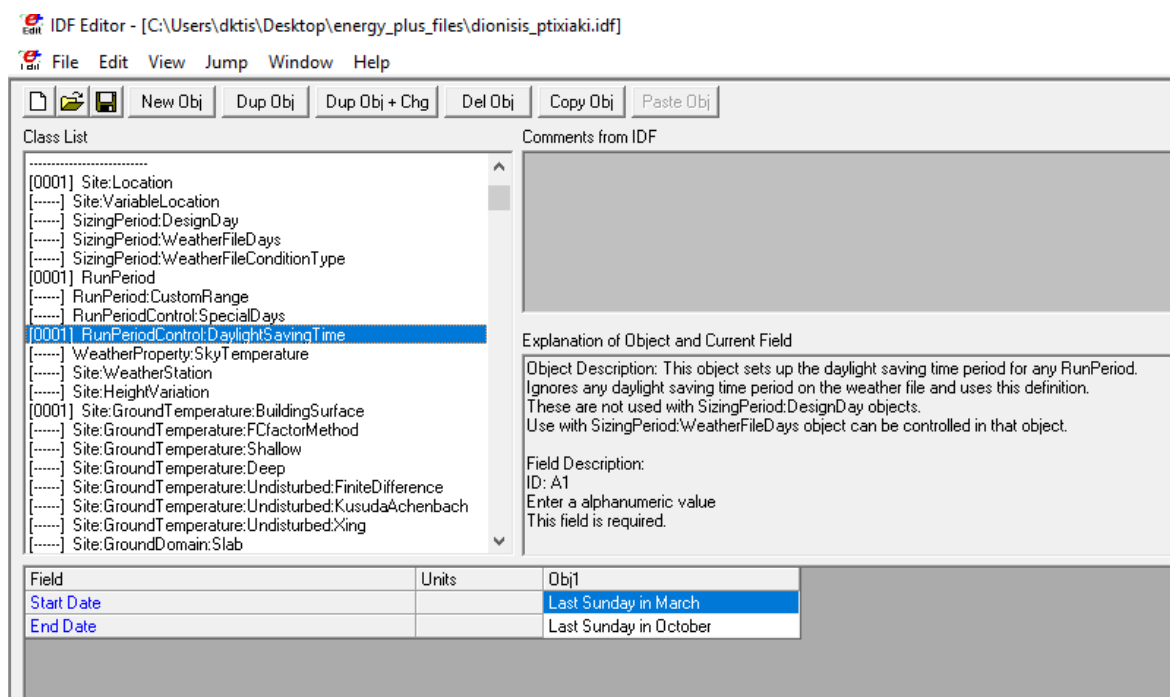 IDF Editor - [C:\Users\dktis\Desktop\energy_plus_files\dionisis_ptixiaki.idf]
File Edit View Jump Window Help
New Obj Dup Obj Dup Obj + Chg Del Obj Copy Obj Paste Obj
Class List
Comments from IDF
--------------------------
[0001] Site:Location
[------] Site:VariableLocation
[------] SizingPeriod:DesignDay
[------] SizingPeriod:WeatherFileDays
[------] SizingPeriod:WeatherFileConditionType
[0001] RunPeriod
[------] RunPeriod:CustomRange
[------] RunPeriodControl:SpecialDays
[0001] RunPeriodControl:DaylightSavingTime
[------] WeatherProperty:SkyTemperature
[------] Site:WeatherStation
[------] Site:HeightVariation
[0001] Site:GroundTemperature:BuildingSurface
[------] Site:GroundTemperature:FCfactorMethod
[------] Site:GroundTemperature:Shallow
[------] Site:GroundTemperature:Deep
[------] Site:GroundTemperature:Undisturbed:FiniteDifference
[------] Site:GroundTemperature:Undisturbed:KusudaAchenbach
[------] Site:GroundTemperature:Undisturbed:Xing
[------] Site:GroundDomain:Slab
Explanation of Object and Current Field
Object Description: This object sets up the daylight saving time period for any RunPeriod.
Ignores any daylight saving time period on the weather file and uses this definition.
These are not used with SizingPeriod:DesignDay objects.
Use with SizingPeriod:WeatherFileDays object can be controlled in that object.
Field Description:
ID: A1
Enter a alphanumeric value
This field is required.
Field Units Obj1
Start Date Last Sunday in March
End Date Last Sunday in October